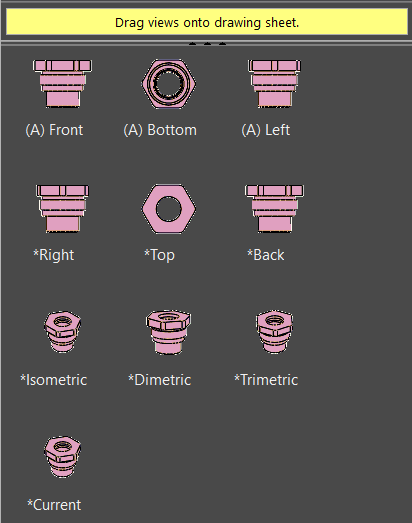 Drag views onto drawing sheet.
(A) Front (A) Bottom (A) Left
*Right *Top *Back
*Isometric *Dimetric *Trimetric
*Current